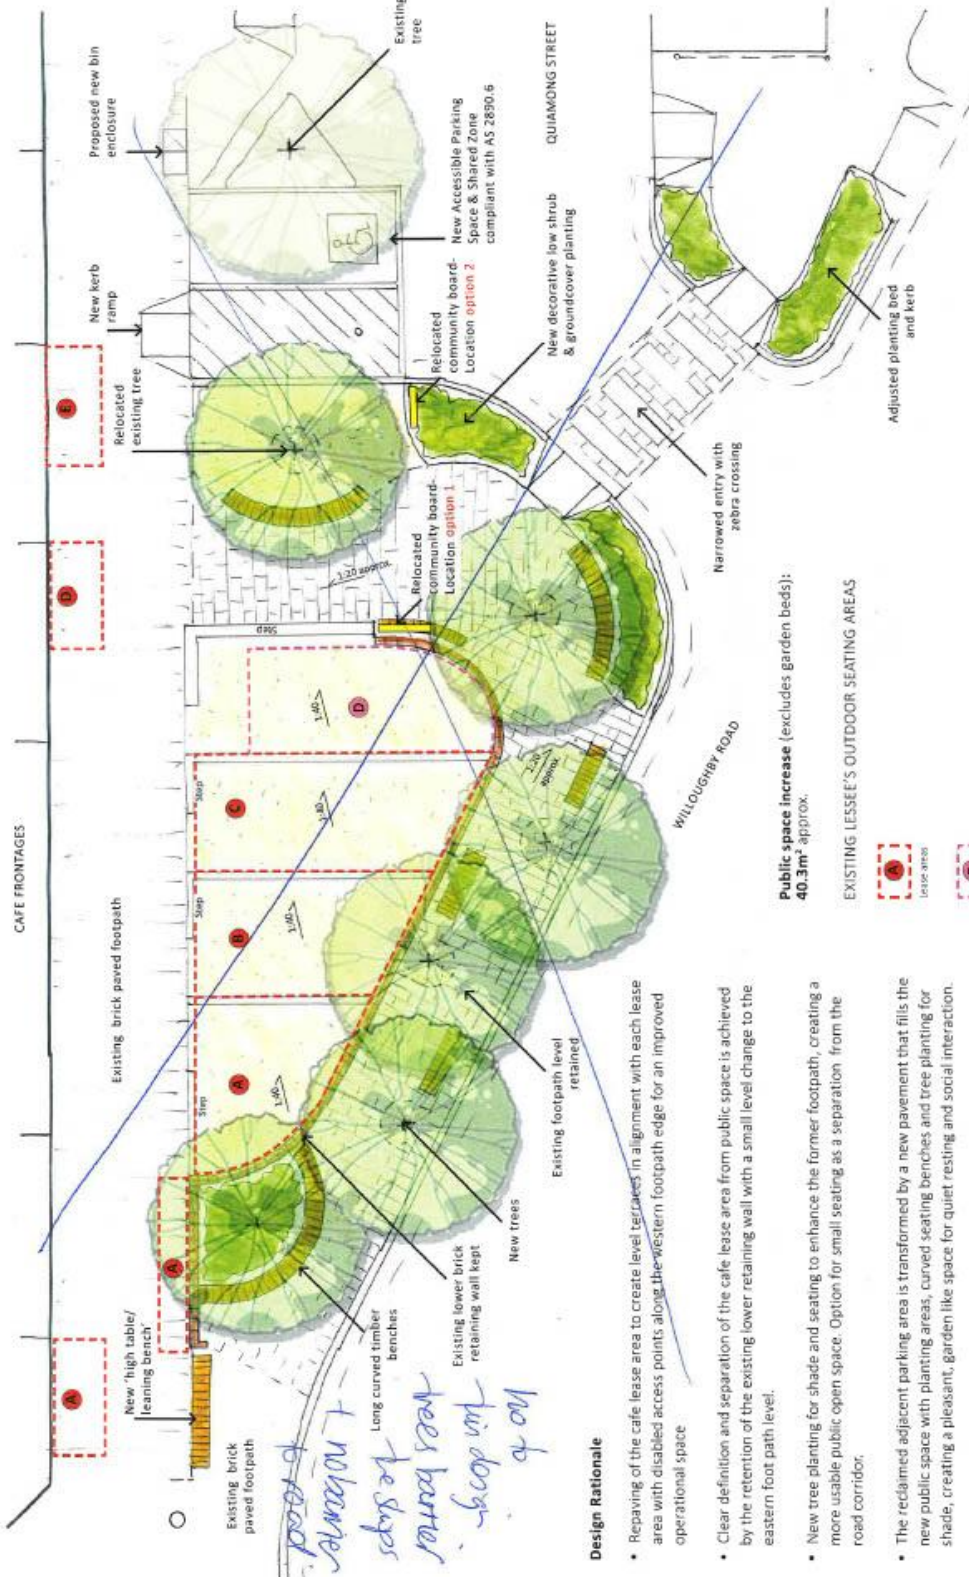 CAFE FRONTAGES
Proposed new bin
enclosure
Existing
tree
New kerb
ramp
New Accessible Parking
Space & Shared Zone
compliant with AS 2890.6
QUIAMONG STREET
Relocated
existing tree
Relocated
community board-
Location option 2
New decorative low shrub
& groundcover planting
Adjusted planting bed
and kerb
E
D
Relocated
community board-
Location option 1
1:20 approx.
Narrowed entry with
zebra crossing
Step
D
1:40
Existing brick paved footpath
Step
C
1:40
Step
B
1:40
Step
A
1:40
1:20
approx
WILLOUGHBY ROAD
Existing footpath level
retained
New trees
Existing lower brick
retaining wall kept
Long curved timber
benches
A
A
New 'high table/
leaning bench'
Existing brick
paved footpath
no to
this design
trees barrier
to shops
+ no barrier
to road.
Public space increase (excludes garden beds):
40.3m² approx.
EXISTING LESSEE'S OUTDOOR SEATING AREAS
A
Lease areas
Design Rationale
• Repaving of the cafe lease area to create level terraces in alignment with each lease
area with disabled access points along the western footpath edge for an improved
operational space
• Clear definition and separation of the cafe lease area from public space is achieved
by the retention of the existing lower retaining wall with a small level change to the
eastern foot path level.
• New tree planting for shade and seating to enhance the former footpath, creating a
more usable public open space. Option for small seating as a separation from the
road corridor.
• The reclaimed adjacent parking area is transformed by a new pavement that fills the
new public space with planting areas, curved seating benches and tree planting for
shade, creating a pleasant, garden like space for quiet resting and social interaction.